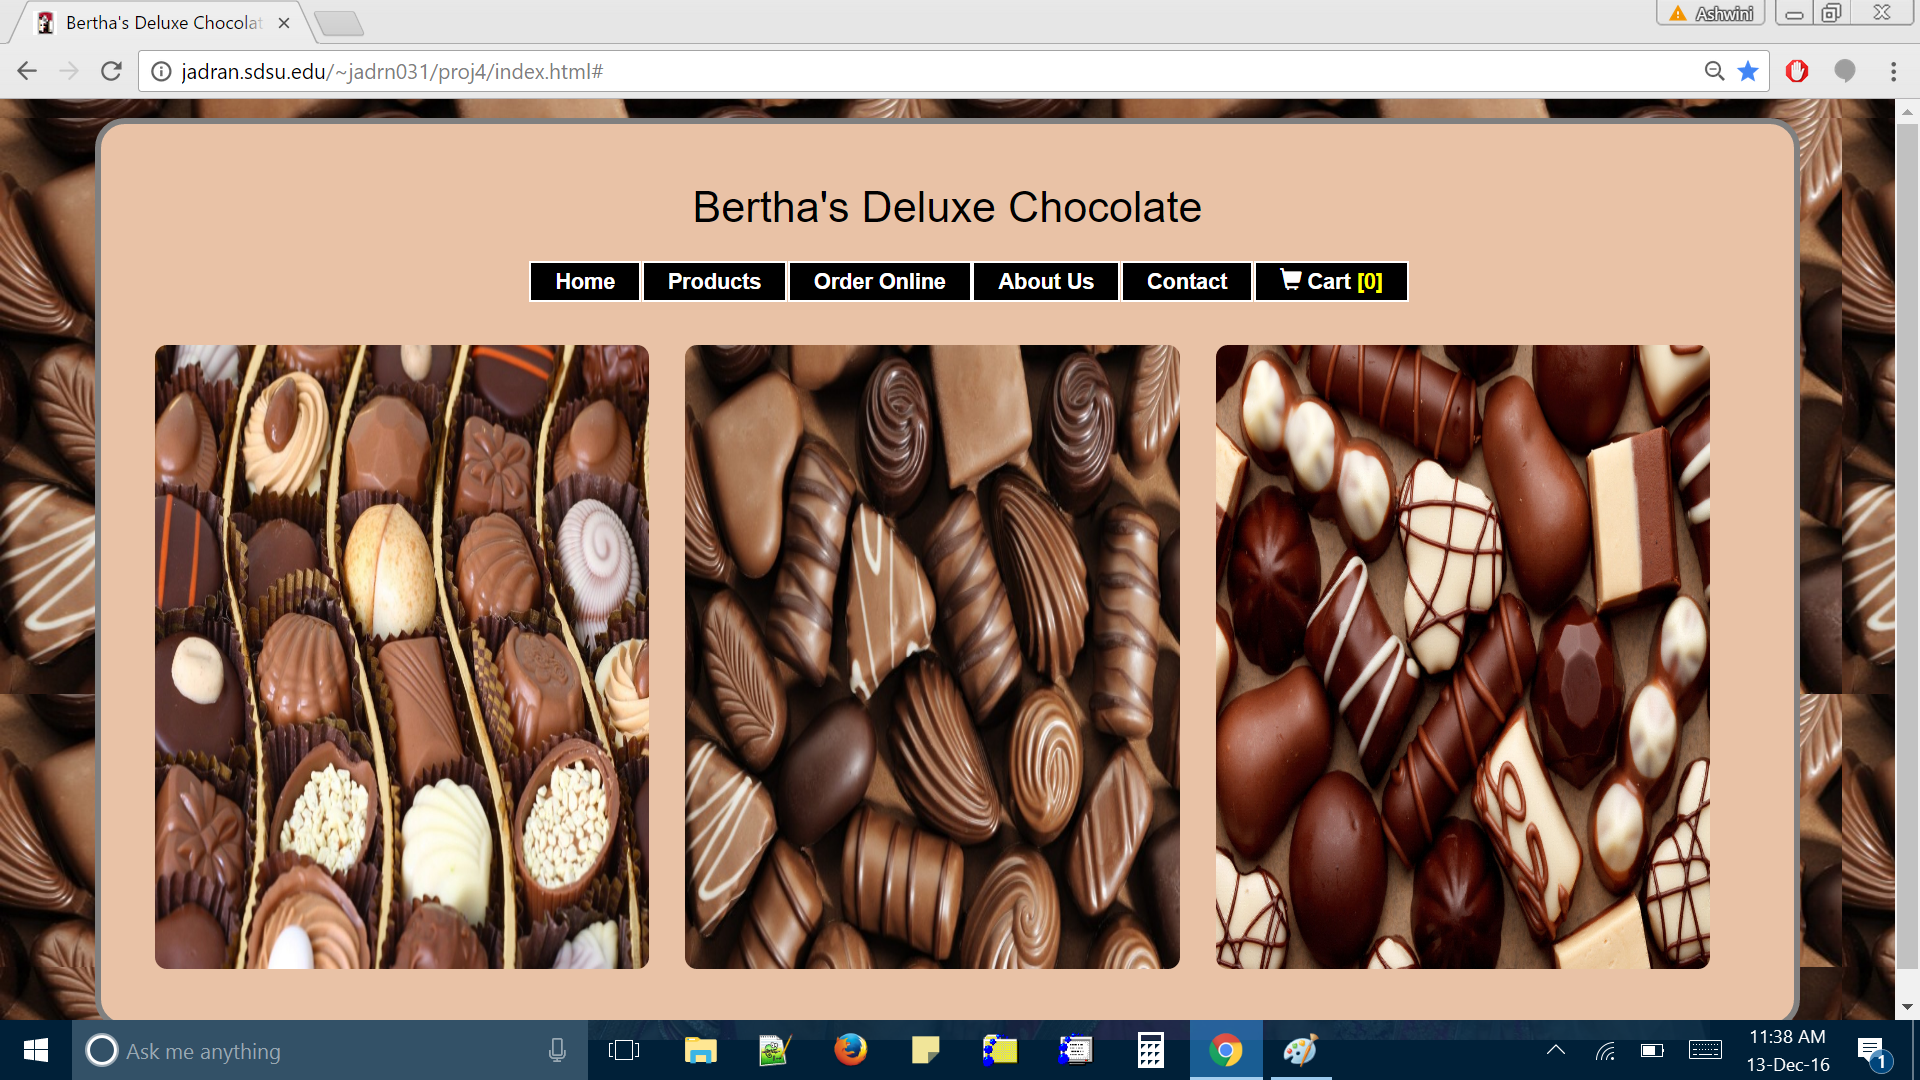 Bertha's Deluxe Chocolat
Ashwini
jadran.sdsu.edu/~jadrn031/proj4/index.html#
Bertha's Deluxe Chocolate
Home Products Order Online About Us Contact Cart [0]
Ask me anything
11:38 AM
13-Dec-16
1